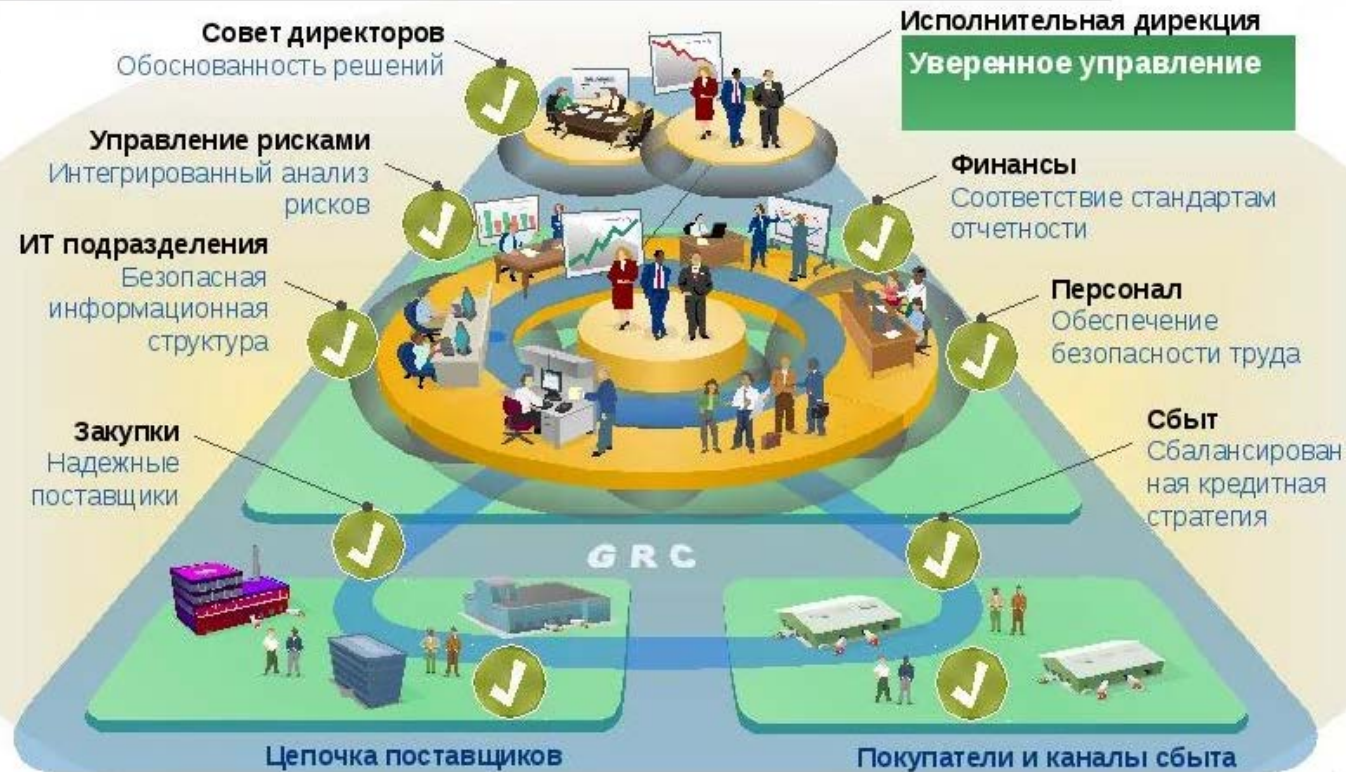 Совет директоров
Обоснованность решений
Исполнительная дирекция
Уверенное управление
Управление рисками
Интегрированный анализ
рисков
Финансы
Соответствие стандартам
отчетности
ИТ подразделения
Безопасная
информационная
структура
Персонал
Обеспечение
безопасности труда
Закупки
Надежные
поставщики
Сбыт
Сбалансирован
ная кредитная
стратегия
GRC
Цепочка поставщиков
Покупатели и каналы сбыта